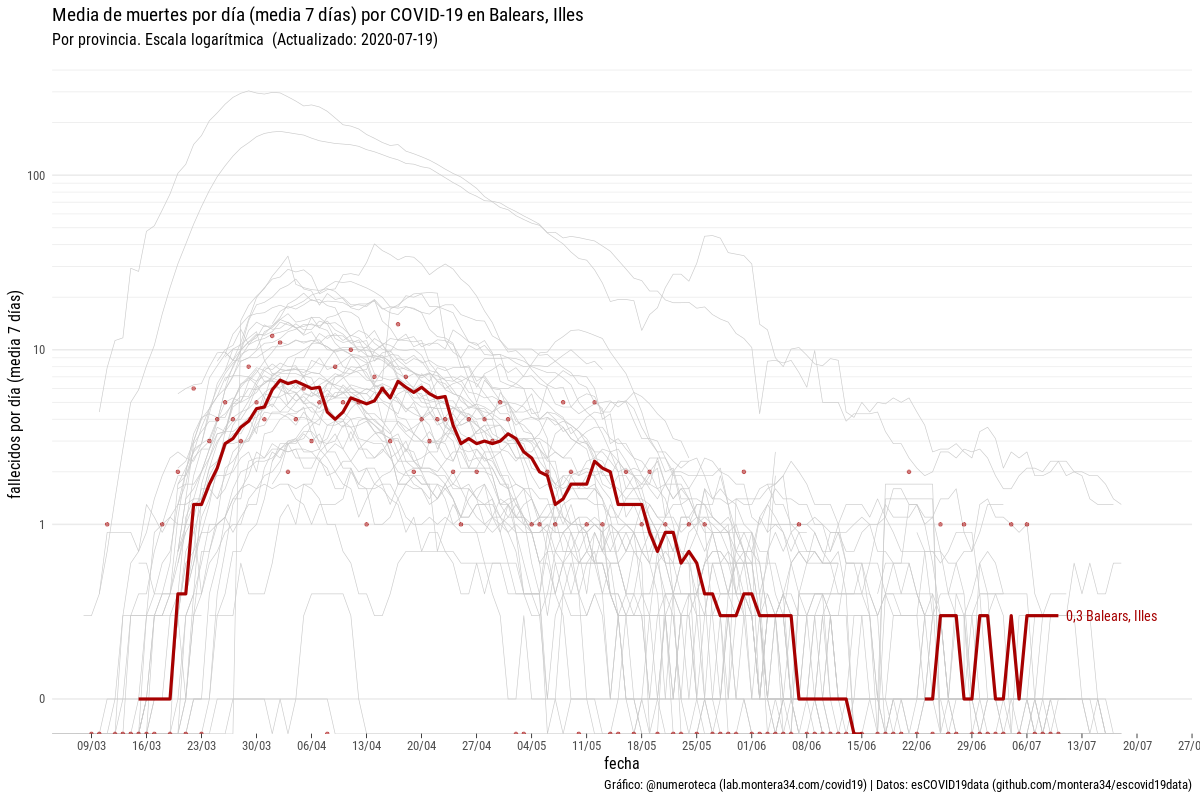 Media de muertes por día (media 7 días) por COVID-19 en Balears, Illes
Por provincia. Escala logarítmica (Actualizado: 2020-07-19)
fallecidos por día (media 7 días)
100
10
1
0
0,3 Balears, Illes
09/03 16/03 23/03 30/03 06/04 13/04 20/04 27/04 04/05 11/05 18/05 25/05 01/06 08/06 15/06 22/06 29/06 06/07 13/07 20/07 27/0
fecha
Gráfico: @numeroteca (lab.montera34.com/covid19) | Datos: esCOVID19data (github.com/montera34/escovid19data)